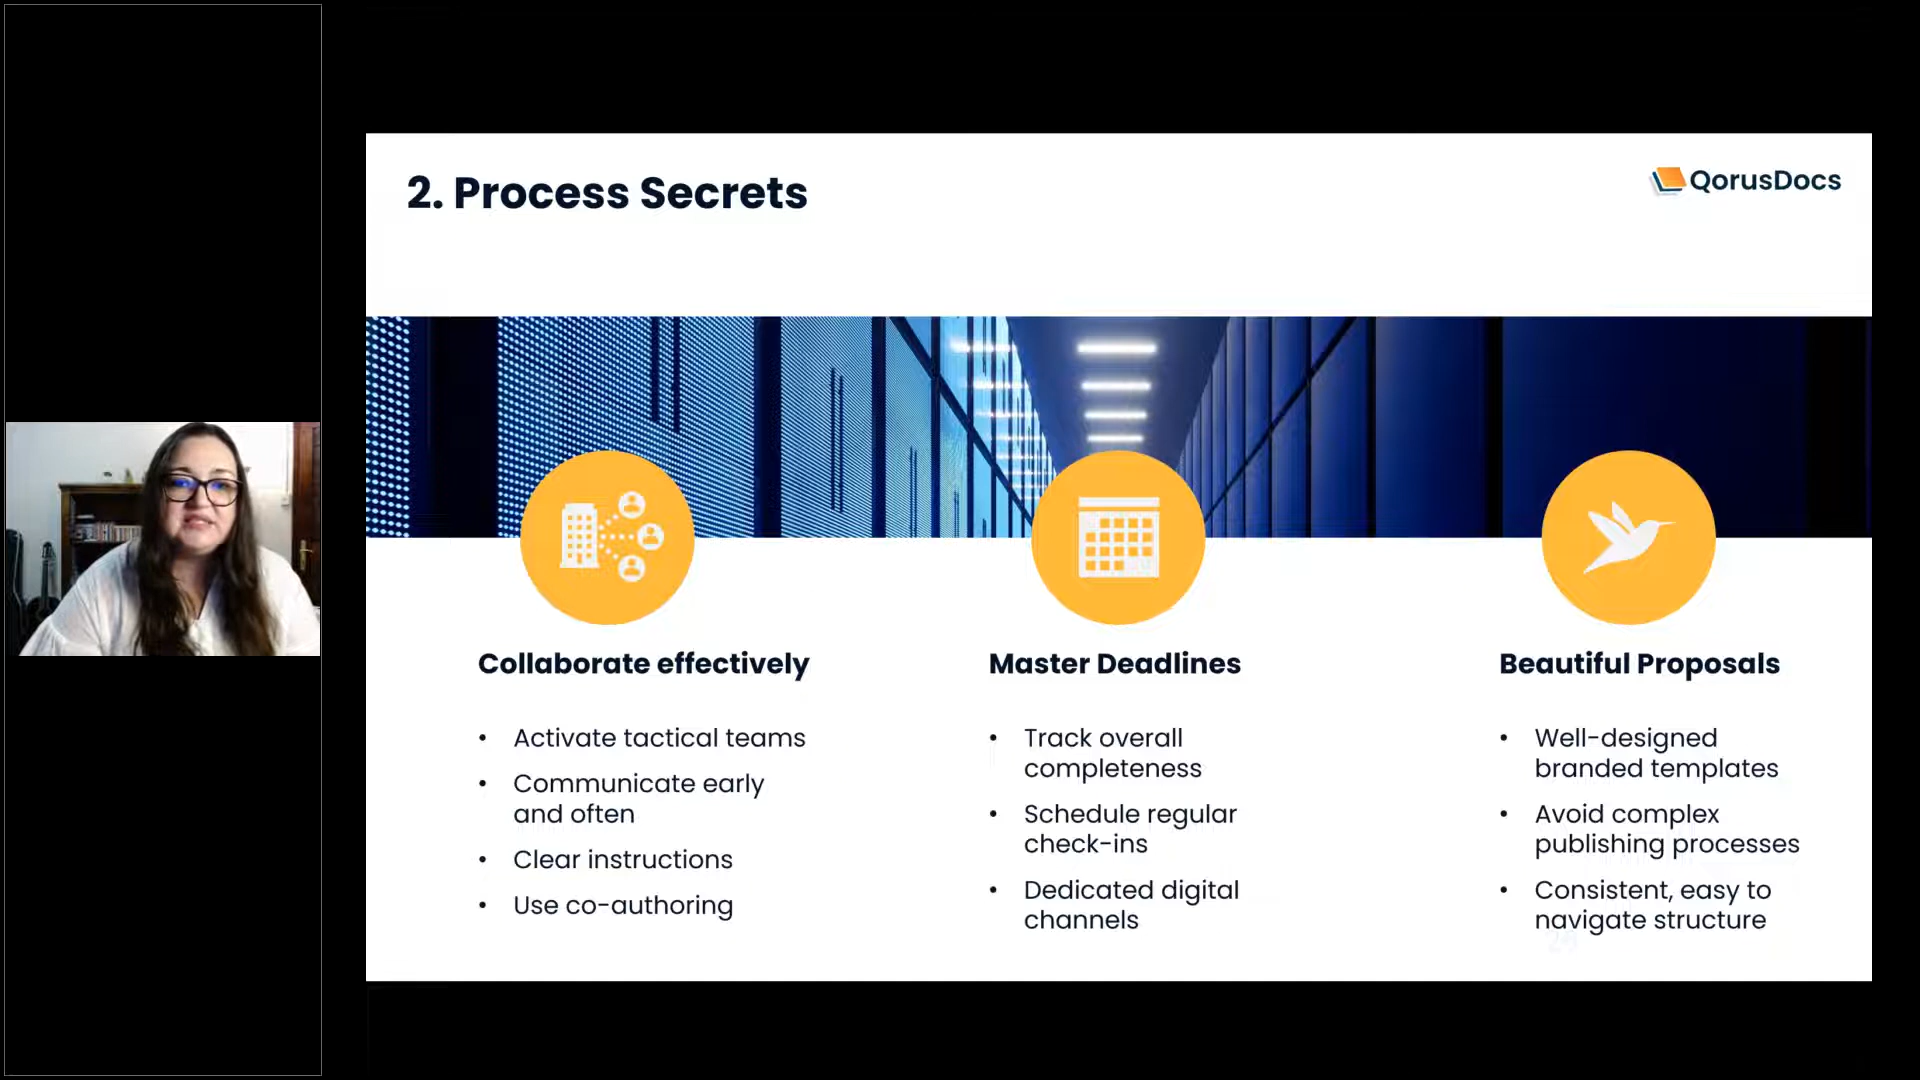 2. Process Secrets
QorusDocs
Collaborate effectively
• Activate tactical teams
• Communicate early
and often
• Clear instructions
• Use co-authoring
Master Deadlines
• Track overall
completeness
• Schedule regular
check-ins
• Dedicated digital
channels
Beautiful Proposals
• Well-designed
branded templates
• Avoid complex
publishing processes
• Consistent, easy to
navigate structure